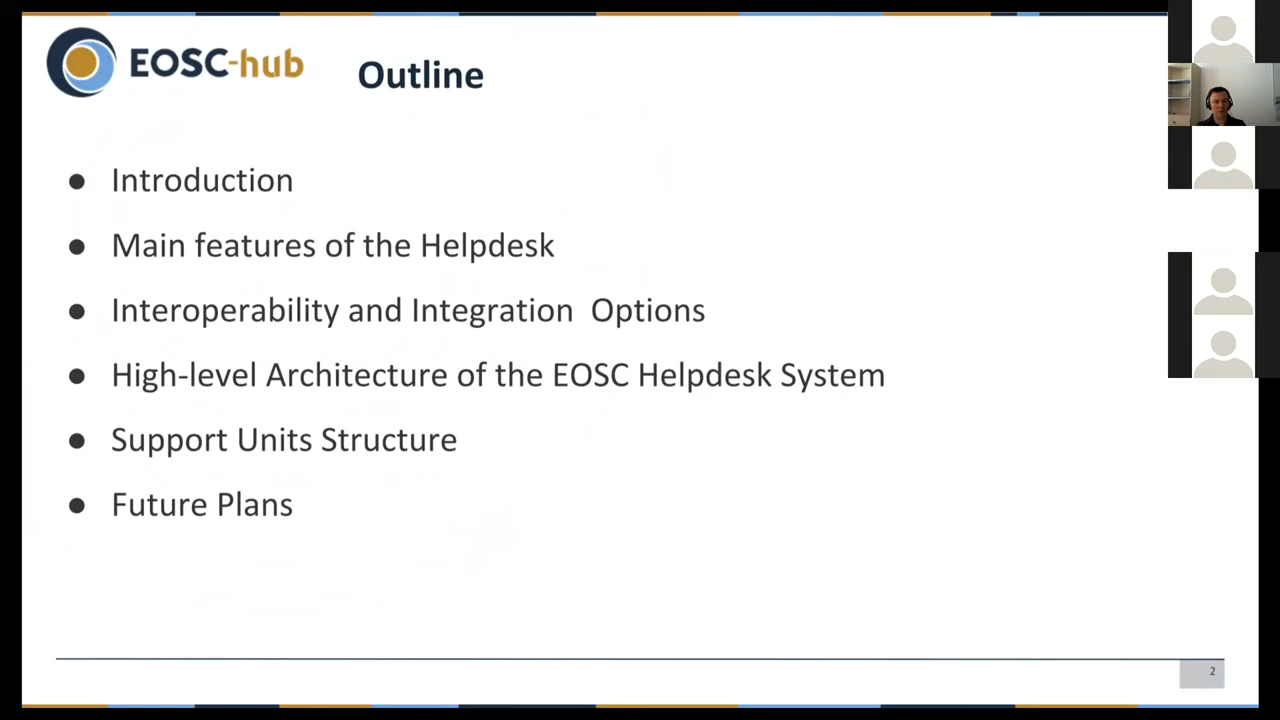 EOSC-hub
Outline
● Introduction
● Main features of the Helpdesk
● Interoperability and Integration  Options
● High-level Architecture of the EOSC Helpdesk System
● Support Units Structure
● Future Plans
2